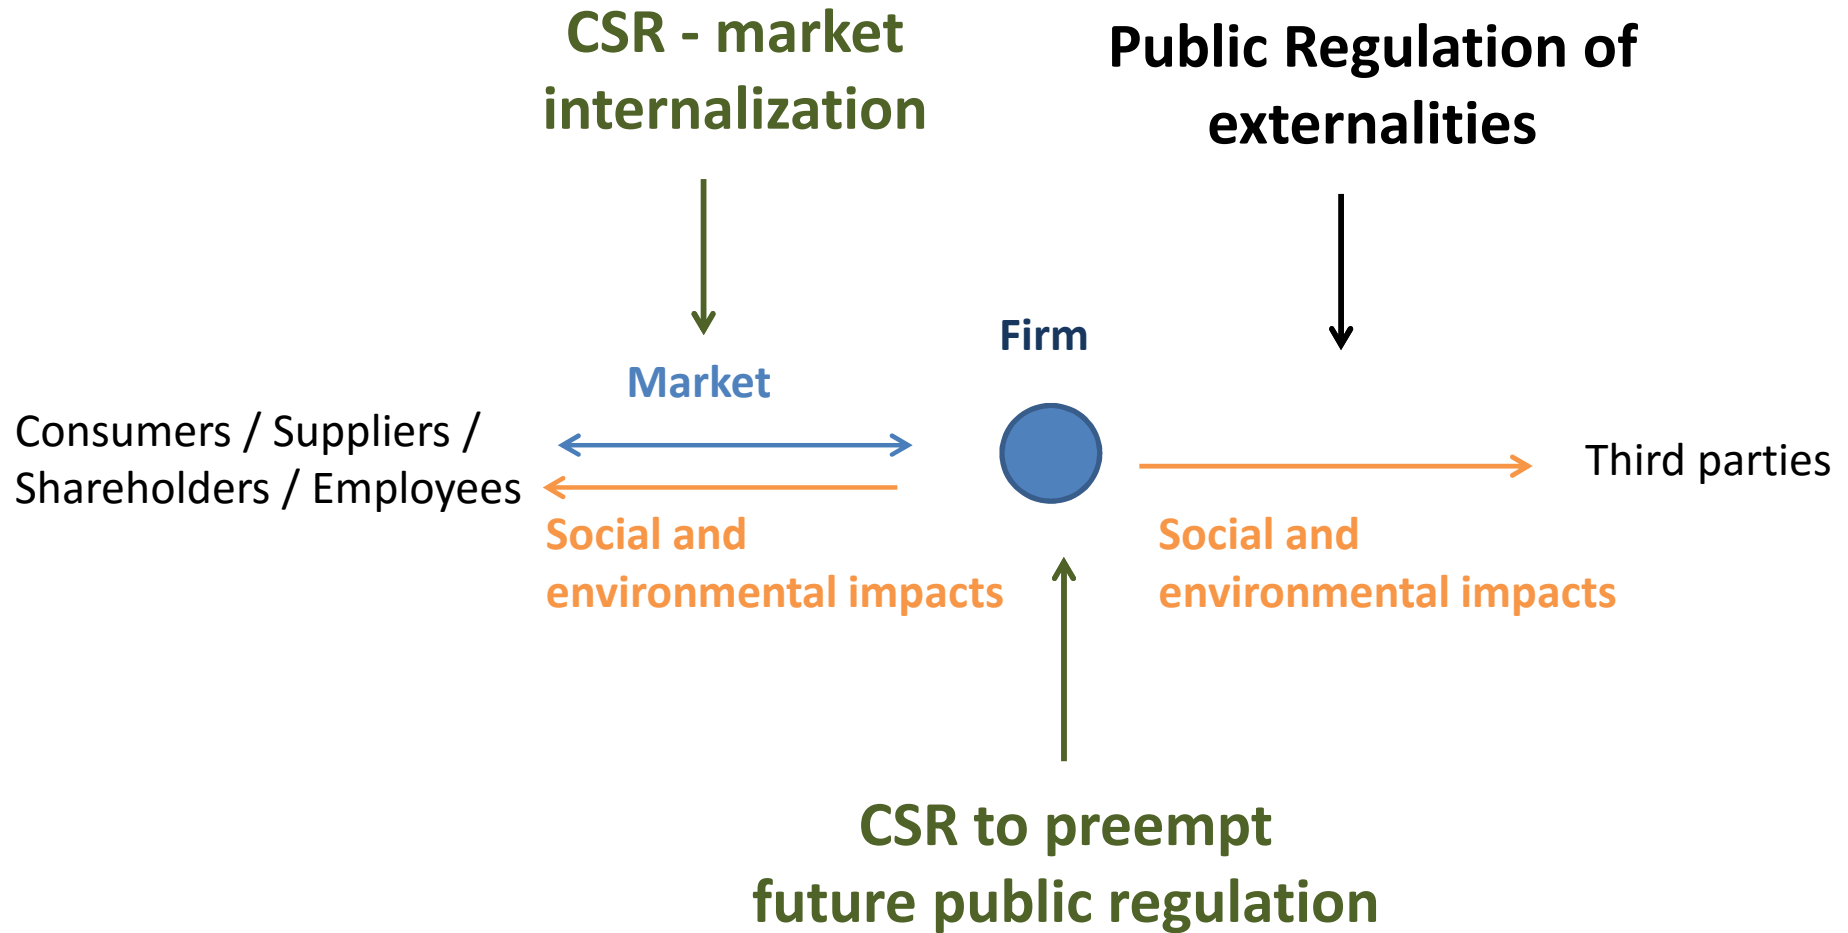 CSR - market
internalization
Public Regulation of
externalities
Firm
Market
Consumers / Suppliers /
Shareholders / Employees
Third parties
Social and
environmental impacts
Social and
environmental impacts
CSR to preempt
future public regulation